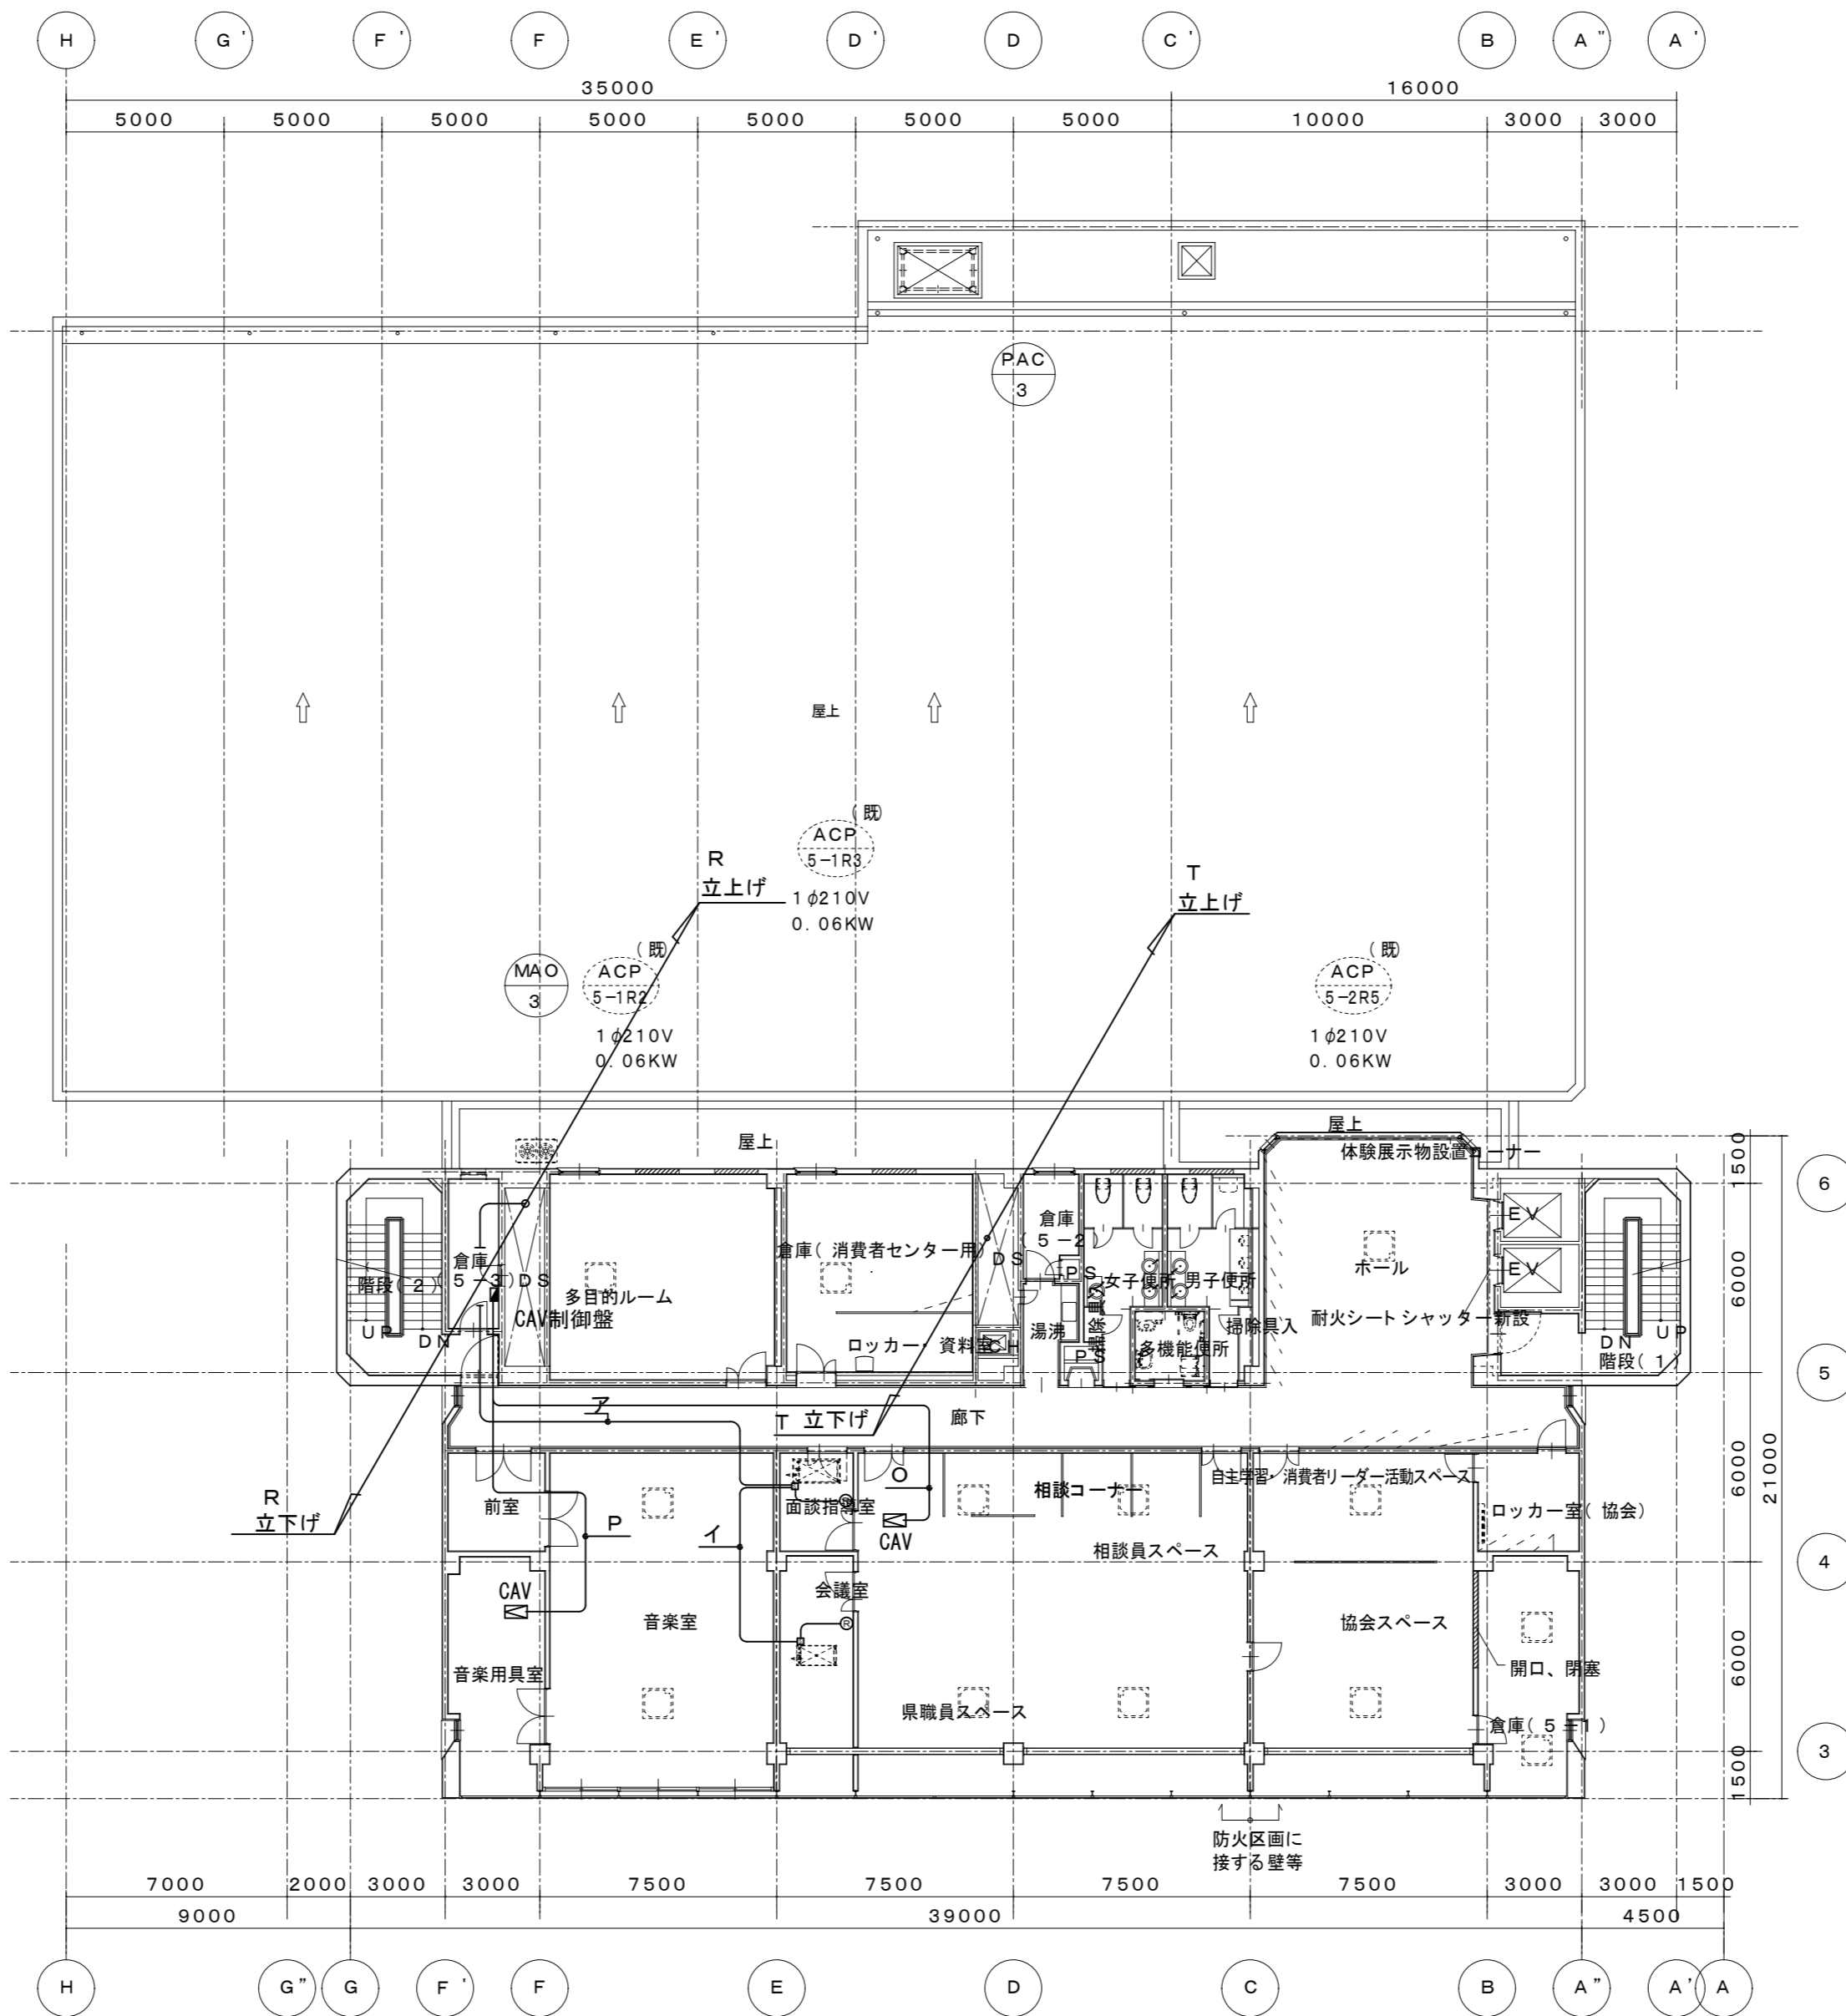 H G' F' F E' D' D C' B A" A'
35000 16000
5000 5000 5000 5000 5000 5000 5000 10000 3000 3000
PAC
3
屋上
(既)
ACP
5-1R3
1φ210V
0.06KW
R
立上げ
T
立上げ
MAO
3
(既)
ACP
5-1R2
1φ210V
0.06KW
(既)
ACP
5-2R5
1φ210V
0.06KW
屋上
屋上
体験展示物設置コーナー
1500
6
倉庫
(5-3)
DS
階段(2)
UP
DN
CAV制御盤
多目的ルーム
倉庫(消費者センター用)
ロッカー・資料室
DS
倉庫
(5-2)
PS
湯沸
PS
掃除具入
女子便所
男子便所
多機能便所
掃除具入
ホール
EV
EV
耐火シートシャッター新設
DN
UP
階段(1
6000
5
ア
T 立下げ
廊下
R
立下げ
前室
P
イ
面談指導室
R
O
CAV
相談コーナー
相談員スペース
自主学習・消費者リーダー活動スペース
ロッカー室(協会)
6000
21000
4
CAV
音楽室
会議室
R
協会スペース
開口、閉塞
音楽用具室
県職員スペース
倉庫(5-1)
6000
3
1500
防火区画に
接する壁等
7000 2000 3000 3000 7500 7500 7500 7500 3000 3000 1500
9000 39000 4500
H G" G F' F E D C B A" A' A